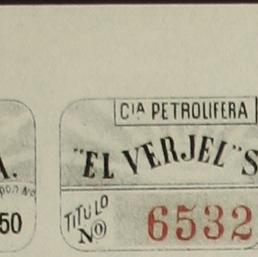 CIA PETROLIFERA
"EL VERJEL" S
A.
TITULO
No 6532
50